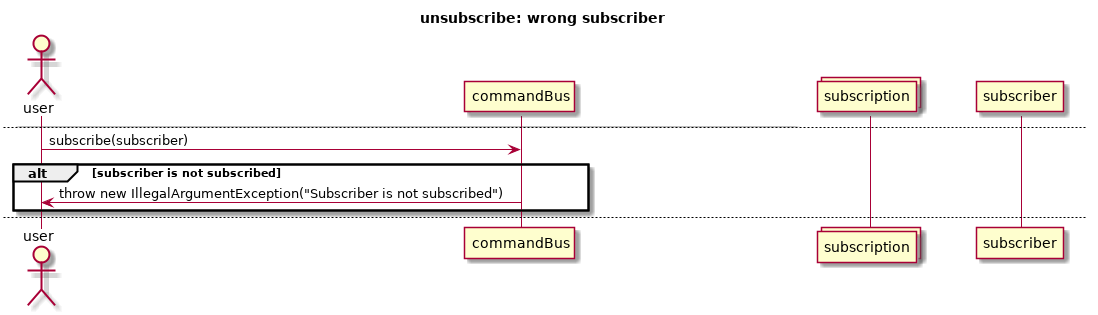 unsubscribe: wrong subscriber
user
commandBus
subscription
subscriber
subscribe(subscriber)
alt
[subscriber is not subscribed]
throw new IllegalArgumentException("Subscriber is not subscribed")
user
commandBus
subscription
subscriber